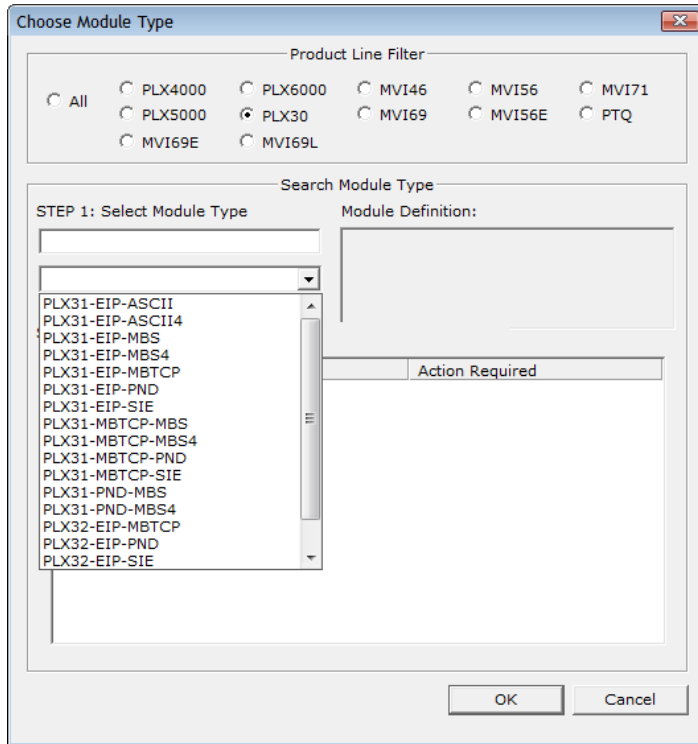 Choose Module Type
Product Line Filter
All
PLX4000 PLX6000 MVI46 MVI56 MVI71
PLX5000 PLX30 MVI69 MVI56E PTQ
MVI69E MVI69L
Search Module Type
STEP 1: Select Module Type
Module Definition:
PLX31-EIP-ASCII
PLX31-EIP-ASCII4
PLX31-EIP-MBS
PLX31-EIP-MBS4
PLX31-EIP-MBTCP
PLX31-EIP-PND
PLX31-EIP-SIE
PLX31-MBTCP-MBS
PLX31-MBTCP-MBS4
PLX31-MBTCP-PND
PLX31-MBTCP-SIE
PLX31-PND-MBS
PLX31-PND-MBS4
PLX32-EIP-MBTCP
PLX32-EIP-PND
PLX32-EIP-SIE
Action Required
OK Cancel